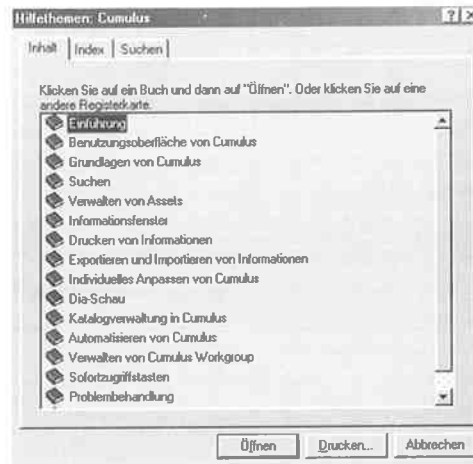 Hilfethemen: Cumulus
Inhalt Index Suchen
Klicken Sie auf ein Buch und dann auf "Öffnen". Oder klicken Sie auf eine
andere Registerkarte.
Einführung
Benutzungsoberfläche von Cumulus
Grundlagen von Cumulus
Suchen
Verwalten von Assets
Informationsfenster
Drucken von Informationen
Exportieren und Importieren von Informationen
Individuelles Anpassen von Cumulus
Dia-Schau
Katalogverwaltung in Cumulus
Automatisieren von Cumulus
Verwalten von Cumulus Workgroup
Sofortzugriffstasten
Problembehandlung
Öffnen Drucken... Abbrechen